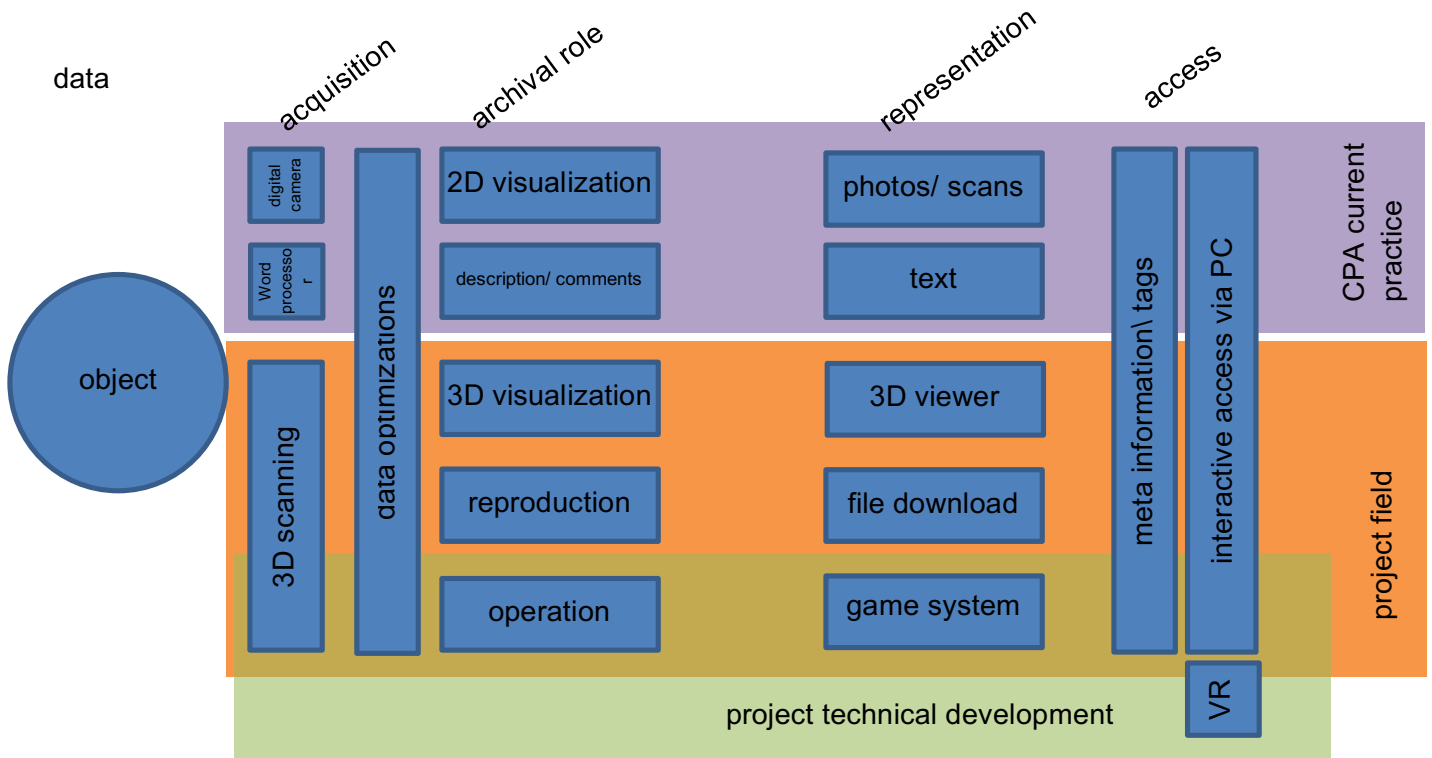 data
acquisition
archival role
representation
access
digital
camera
2D visualization
photos/ scans
CPA current
practice
Word
processo
r
description/ comments
text
data optimizations
meta information\ tags
interactive access via PC
object
3D scanning
3D visualization
3D viewer
project field
reproduction
file download
operation
game system
VR
project technical development